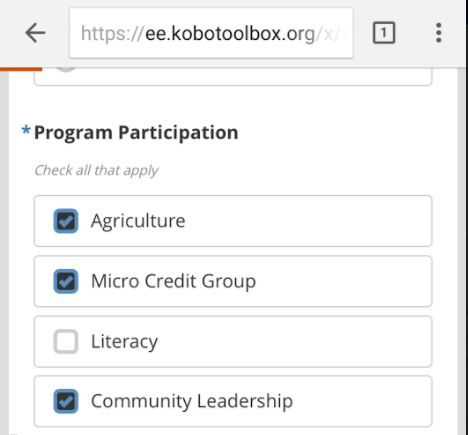 https://ee.kobotoolbox.org/x/
1
*Program Participation
Check all that apply
Agriculture
Micro Credit Group
Literacy
Community Leadership